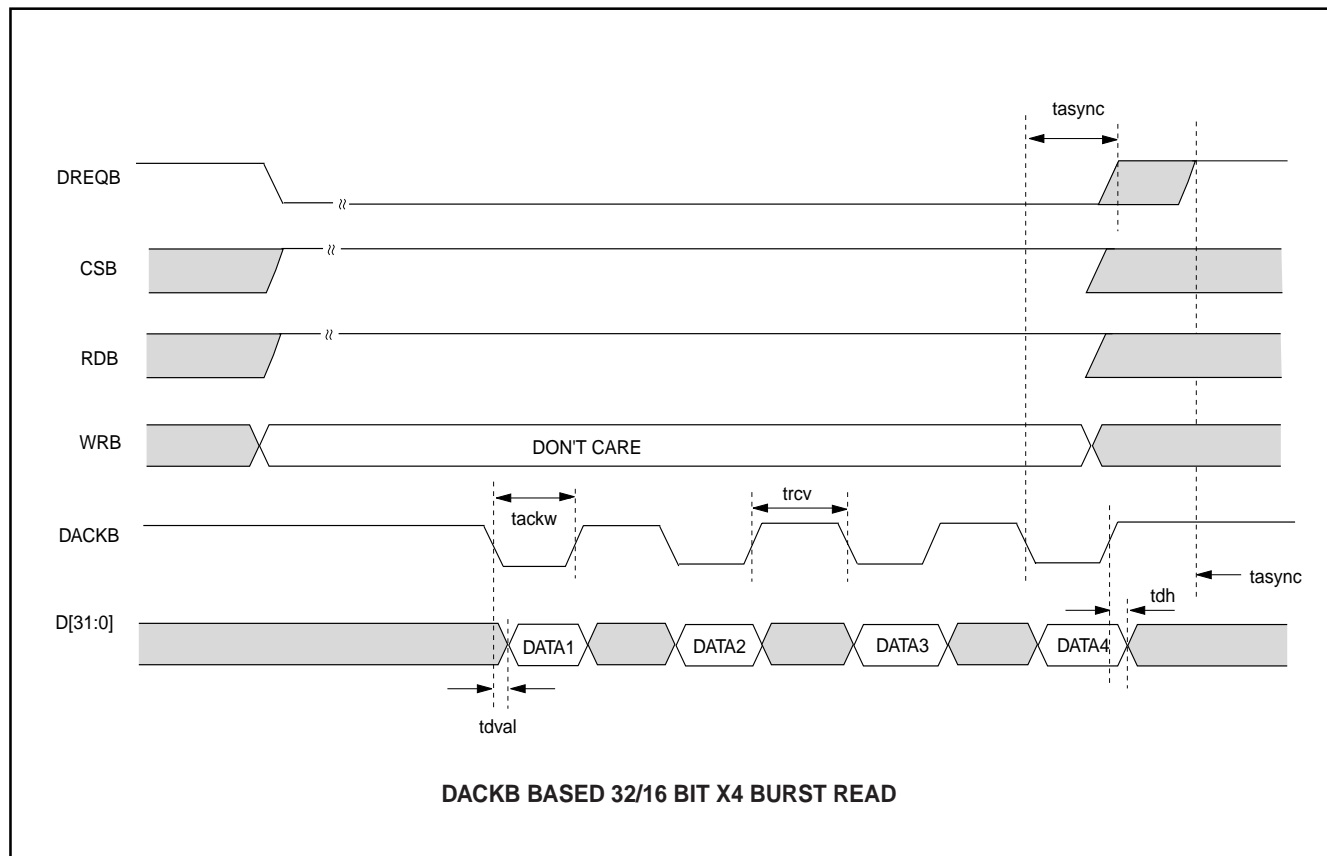 tasync
DREQB
CSB
RDB
WRB
DON'T CARE
tackw
trcv
DACKB
tasync
tdh
D[31:0]
DATA1
DATA2
DATA3
DATA4
tdval
DACKB BASED 32/16 BIT X4 BURST READ